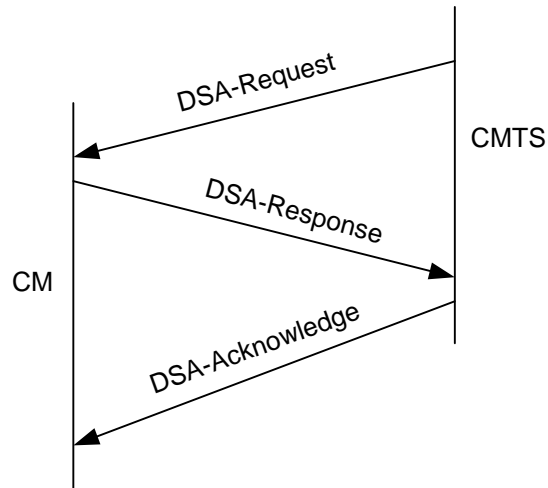 DSA-Request
CMTS
DSA-Response
CM
DSA-Acknowledge